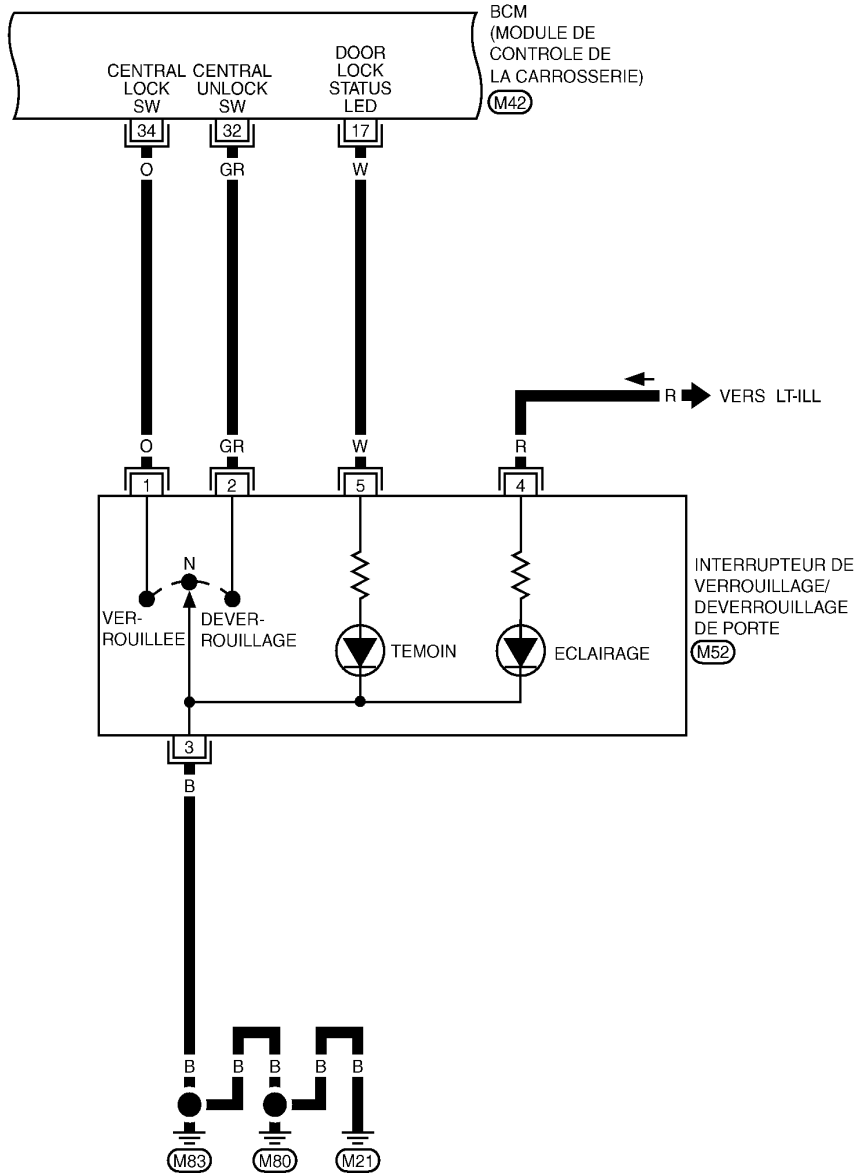 BCM
(MODULE DE
CONTROLE DE
LA CARROSSERIE)
M42
CENTRAL
LOCK
SW
CENTRAL
UNLOCK
SW
DOOR
LOCK
STATUS
LED
34
32
17
O
GR
W
R
VERS LT-ILL
O
GR
W
R
1
2
5
4
N
VER-
ROUILLEE
DEVER-
ROUILLAGE
TEMOIN
ECLAIRAGE
INTERRUPTEUR DE
VERROUILLAGE/
DEVERROUILLAGE
DE PORTE
M52
3
B
B
B
B
B
B
M83
M80
M21